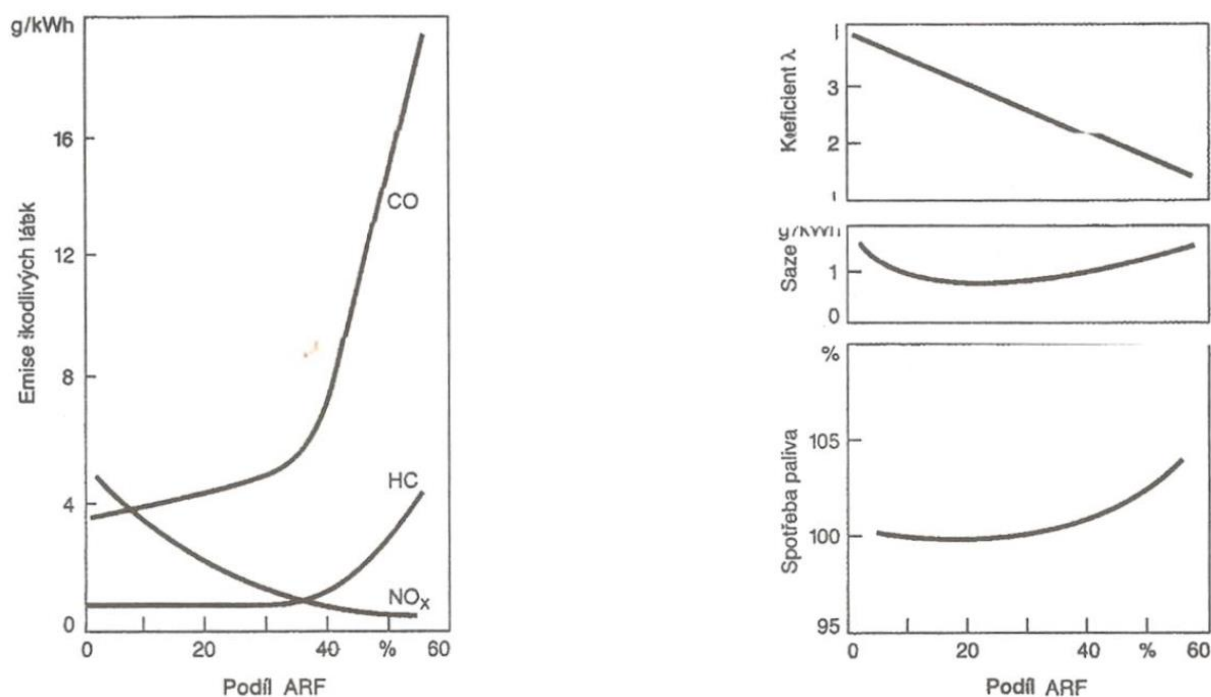 g/kWh
16
12
8
4
0
Emise škodlivých látek
CO
HC
NOx
0 20 40 % 60
Podíl ARF
Koeficient λ
3
2
1
g/kWh
Saze
1
0
%
105
100
95
Spotřeba paliva
0 20 40 % 60
Podíl ARF